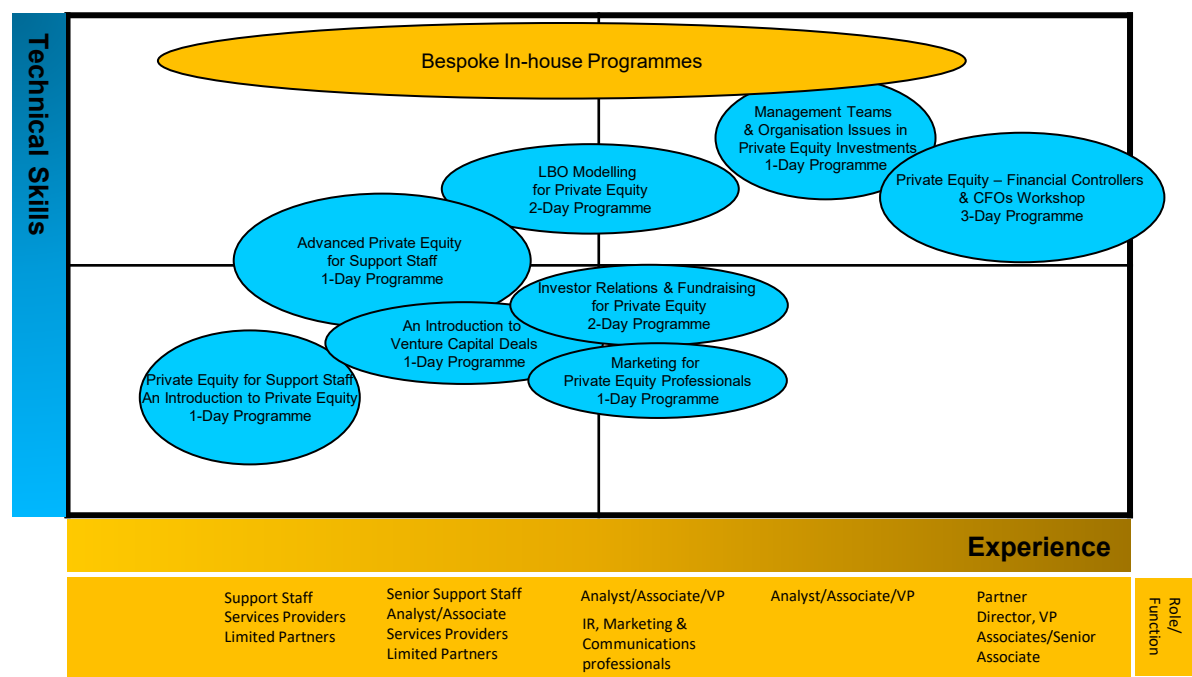 Technical Skills
Bespoke In-house Programmes
Management Teams
& Organisation Issues in
Private Equity Investments
1-Day Programme
Private Equity – Financial Controllers
& CFOs Workshop
3-Day Programme
LBO Modelling
for Private Equity
2-Day Programme
Advanced Private Equity
for Support Staff
1-Day Programme
Investor Relations & Fundraising
for Private Equity
2-Day Programme
An Introduction to
Venture Capital Deals
1-Day Programme
Marketing for
Private Equity Professionals
1-Day Programme
Private Equity for Support Staff
An Introduction to Private Equity
1-Day Programme
Experience
Support Staff
Services Providers
Limited Partners
Senior Support Staff
Analyst/Associate
Services Providers
Limited Partners
Analyst/Associate/VP
IR, Marketing &
Communications
professionals
Analyst/Associate/VP
Partner
Director, VP
Associates/Senior
Associate
Role/
Function